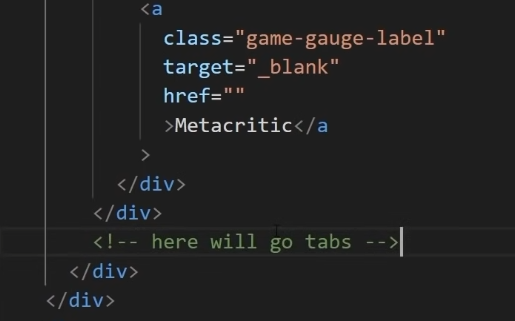 <a
class="game-gauge-label"
target="_blank"
href=""
>Metacritic</a
>
</div>
</div>
<!-- here will go tabs -->
</div>
</div>